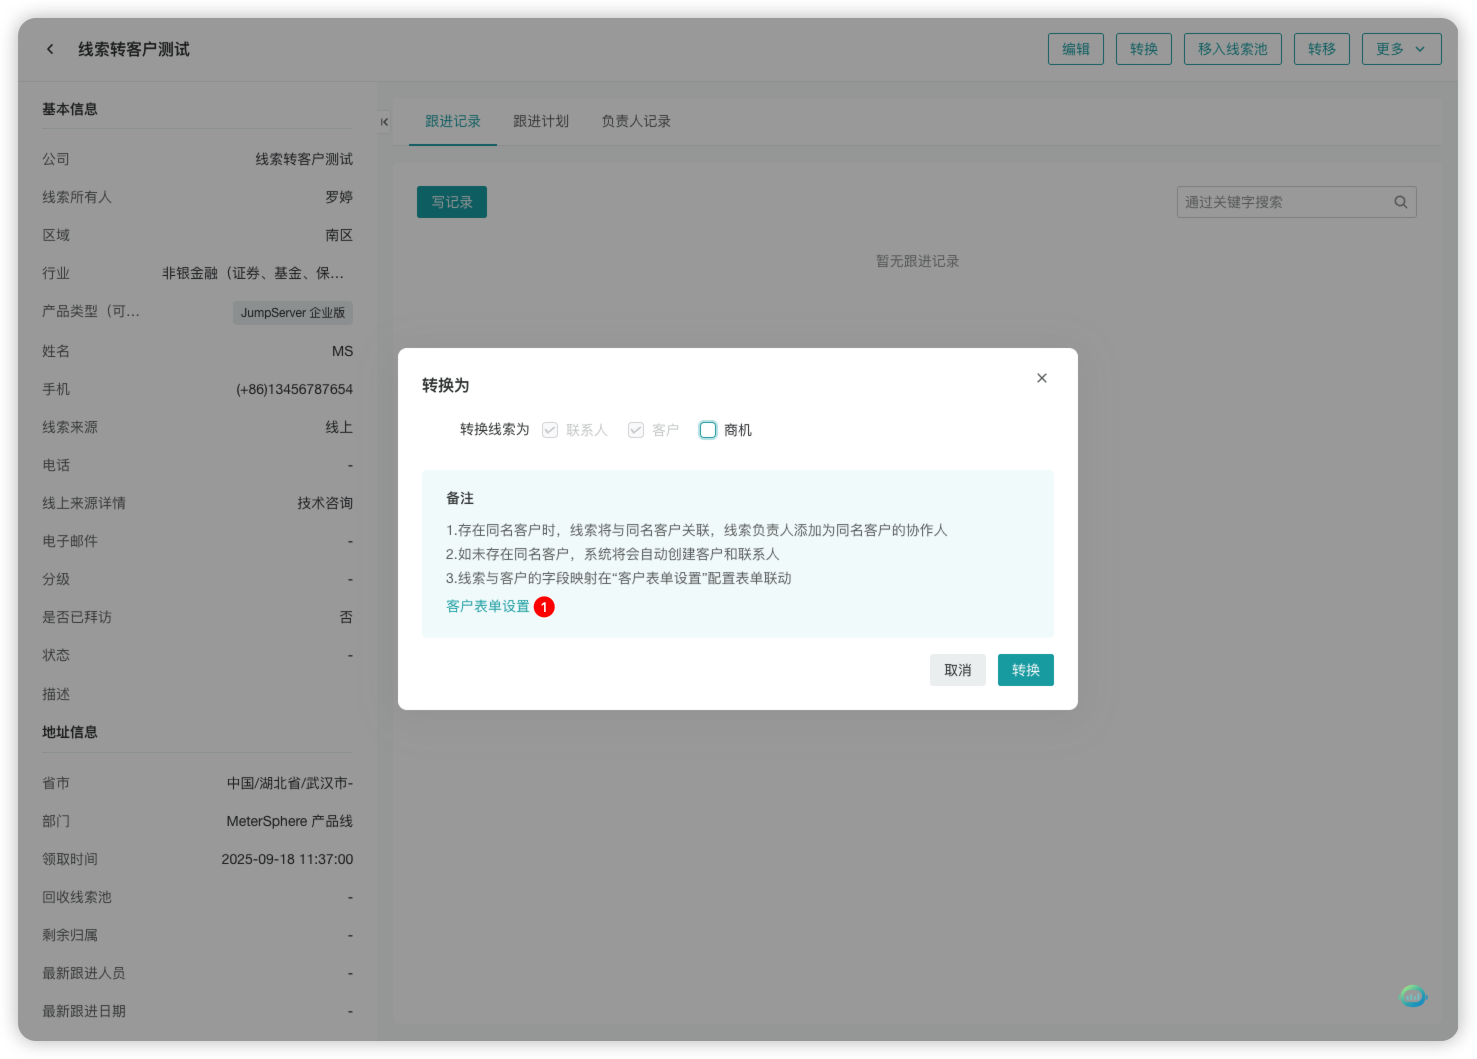 线索转客户测试
编辑
转换
移入线索池
转移
更多
基本信息
公司 线索转客户测试
线索所有人 罗婷
区域 南区
行业 非银金融（证券、基金、保...
产品类型（可... JumpServer 企业版
姓名 MS
手机 (+86)13456787654
线索来源 线上
电话 -
线上来源详情 技术咨询
电子邮件 -
分级 -
是否已拜访 否
状态 -
描述
地址信息
省市 中国/湖北省/武汉市-
部门 MeterSphere 产品线
领取时间 2025-09-18 11:37:00
回收线索池 -
剩余归属 -
最新跟进人员 -
最新跟进日期 -
跟进记录 跟进计划 负责人记录
写记录
通过关键字搜索
暂无跟进记录
转换为
转换线索为 联系人 客户 商机
备注
1.存在同名客户时，线索将与同名客户关联，线索负责人添加为同名客户的协作人
2.如未存在同名客户，系统将会自动创建客户和联系人
3.线索与客户的字段映射在“客户表单设置”配置表单联动
客户表单设置 1
取消
转换